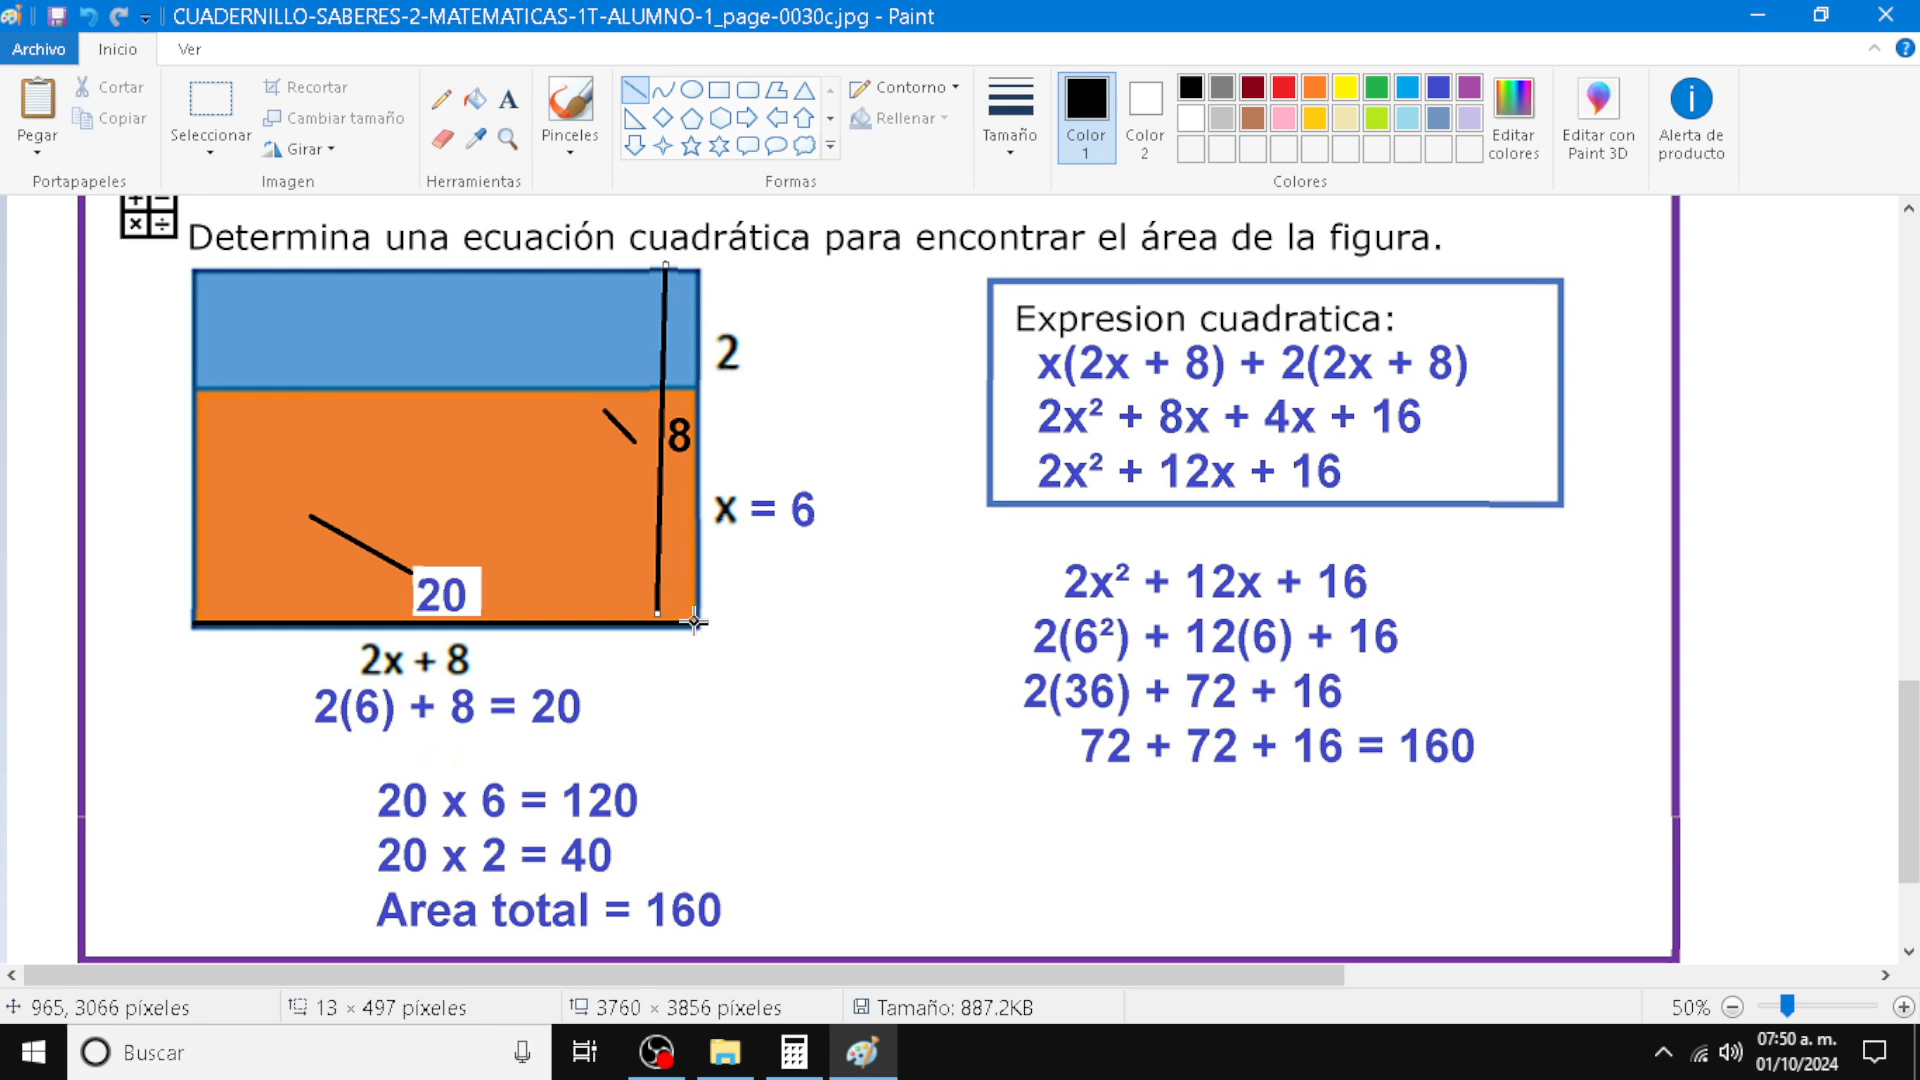 CUADERNILLO-SABERES-2-MATEMATICAS-1T-ALUMNO-1_page-0030c.jpg - Paint
Archivo
Inicio
Ver
Pegar
Cortar
Copiar
Portapapeles
Seleccionar
Recortar
Cambiar tamaño
Girar
Imagen
A
Herramientas
Pinceles
Contorno
Rellenar
Formas
Tamaño
Color 1
Color 2
Editar colores
Colores
Editar con Paint 3D
Alerta de producto
Determina una ecuación cuadrática para encontrar el área de la figura.
2
8
x = 6
20
2x + 8
2(6) + 8 = 20
20 x 6 = 120
20 x 2 = 40
Area total = 160
Expresion cuadratica:
x(2x + 8) + 2(2x + 8)
2x² + 8x + 4x + 16
2x² + 12x + 16
2x² + 12x + 16
2(6²) + 12(6) + 16
2(36) + 72 + 16
72 + 72 + 16 = 160
965, 3066 píxeles
13 × 497 píxeles
3760 × 3856 píxeles
Tamaño: 887.2KB
50%
Buscar
07:50 a. m.
01/10/2024